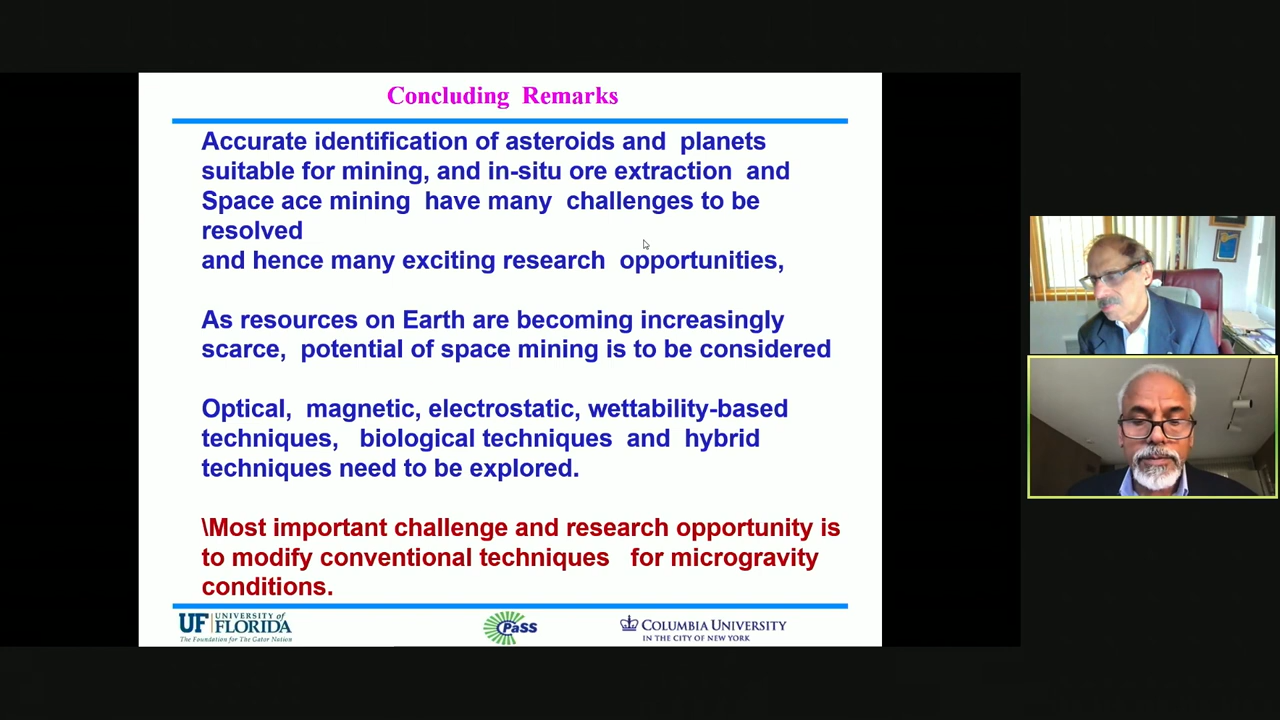 Concluding Remarks
Accurate identification of asteroids and planets
suitable for mining, and in-situ ore extraction and
Space ace mining have many challenges to be
resolved
and hence many exciting research opportunities,
As resources on Earth are becoming increasingly
scarce, potential of space mining is to be considered
Optical, magnetic, electrostatic, wettability-based
techniques, biological techniques and hybrid
techniques need to be explored.
\Most important challenge and research opportunity is
to modify conventional techniques for microgravity
conditions.
UF UNIVERSITY of
FLORIDA
The Foundation for The Gator Nation
CPaSS
COLUMBIA UNIVERSITY
IN THE CITY OF NEW YORK